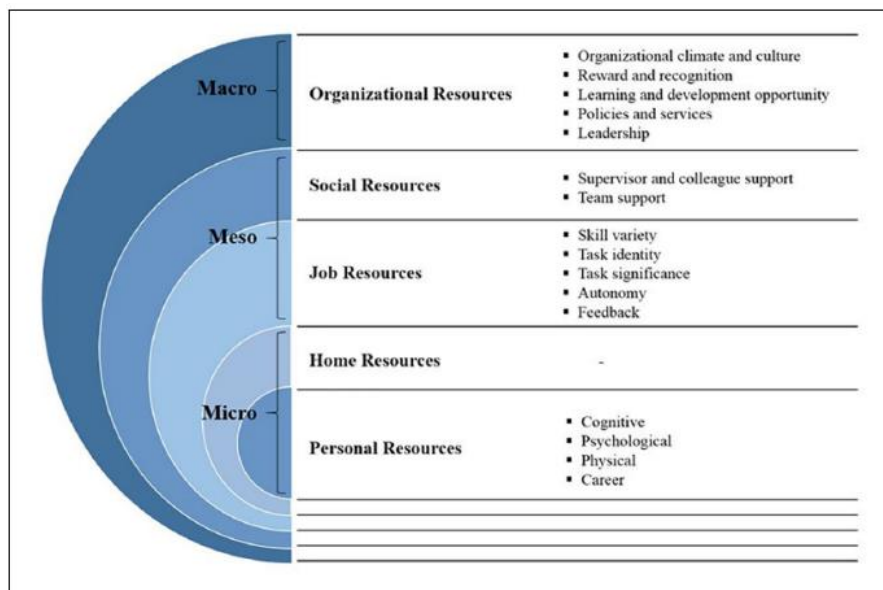 Macro
Organizational Resources
▪ Organizational climate and culture
▪ Reward and recognition
▪ Learning and development opportunity
▪ Policies and services
▪ Leadership
Meso
Social Resources
▪ Supervisor and colleague support
▪ Team support
Job Resources
▪ Skill variety
▪ Task identity
▪ Task significance
▪ Autonomy
▪ Feedback
Micro
Home Resources
-
Personal Resources
▪ Cognitive
▪ Psychological
▪ Physical
▪ Career